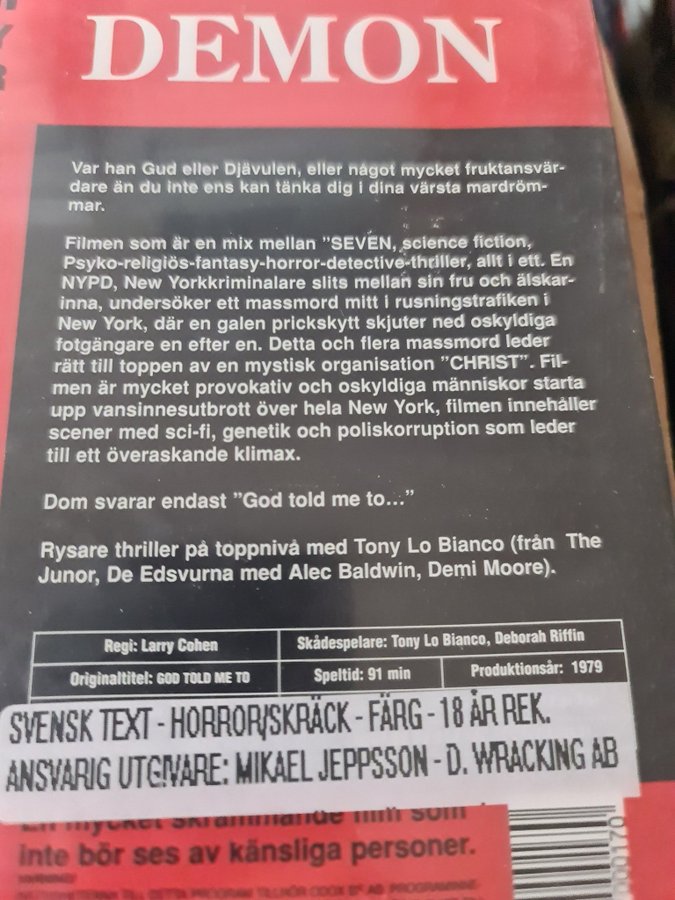 DEMON
Var han Gud eller Djävulen, eller något mycket fruktansvär-
dare än du inte ens kan tänka dig i dina värsta mardröm-
mar.
Filmen som är en mix mellan ”SEVEN, science fiction,
Psyko-religiös-fantasy-horror-detective-thriller, allt i ett. En
NYPD, New Yorkkriminalare slits mellan sin fru och älskar-
inna, undersöker ett massmord mitt i rusningstrafiken i
New York, där en galen prickskytt skjuter ned oskyldiga
fotgängare en efter en. Detta och flera massmord leder
rätt till toppen av en mystisk organisation ”CHRIST”. Fil-
men är mycket provokativ och oskyldiga människor starta
upp vansinnesutbrott över hela New York, filmen innehåller
scener med sci-fi, genetik och poliskorruption som leder
till ett överaskande klimax.
Dom svarar endast ”God told me to...”
Rysare thriller på toppnivå med Tony Lo Bianco (från The
Junor, De Edsvurna med Alec Baldwin, Demi Moore).
Regi: Larry Cohen
Skådespelare: Tony Lo Bianco, Deborah Riffin
Originaltitel: GOD TOLD ME TO
Speltid: 91 min
Produktionsår: 1979
SVENSK TEXT - HORROR/SKRÄCK - FÄRG - 18 ÅR REK.
ANSVARIG UTGIVARE: MIKAEL JEPPSSON - D. WRACKING AB
En mycket skrämmande film som
inte bör ses av känsliga personer.